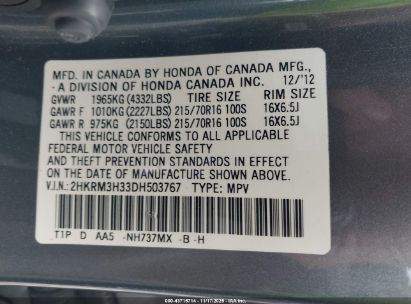 MFD. IN CANADA BY HONDA OF CANADA MFG.,
-A DIVISION OF HONDA CANADA INC. 12/'12
GVWR 1965KG (4332LBS) TIRE SIZE RIM SIZE
GAWR F 1010KG (2227LBS) 215/70R16 100S 16X6.5J
GAWR R 975KG (2150LBS) 215/70R16 100S 16X6.5J
THIS VEHICLE CONFORMS TO ALL APPLICABLE
FEDERAL MOTOR VEHICLE SAFETY
AND THEFT PREVENTION STANDARDS IN EFFECT
ON THE DATE OF MANUFACTURE SHOWN ABOVE.
V.I.N.: 2HKRM3H33DH503767 TYPE: MPV
T1P D AA5 -NH737MX -B -H